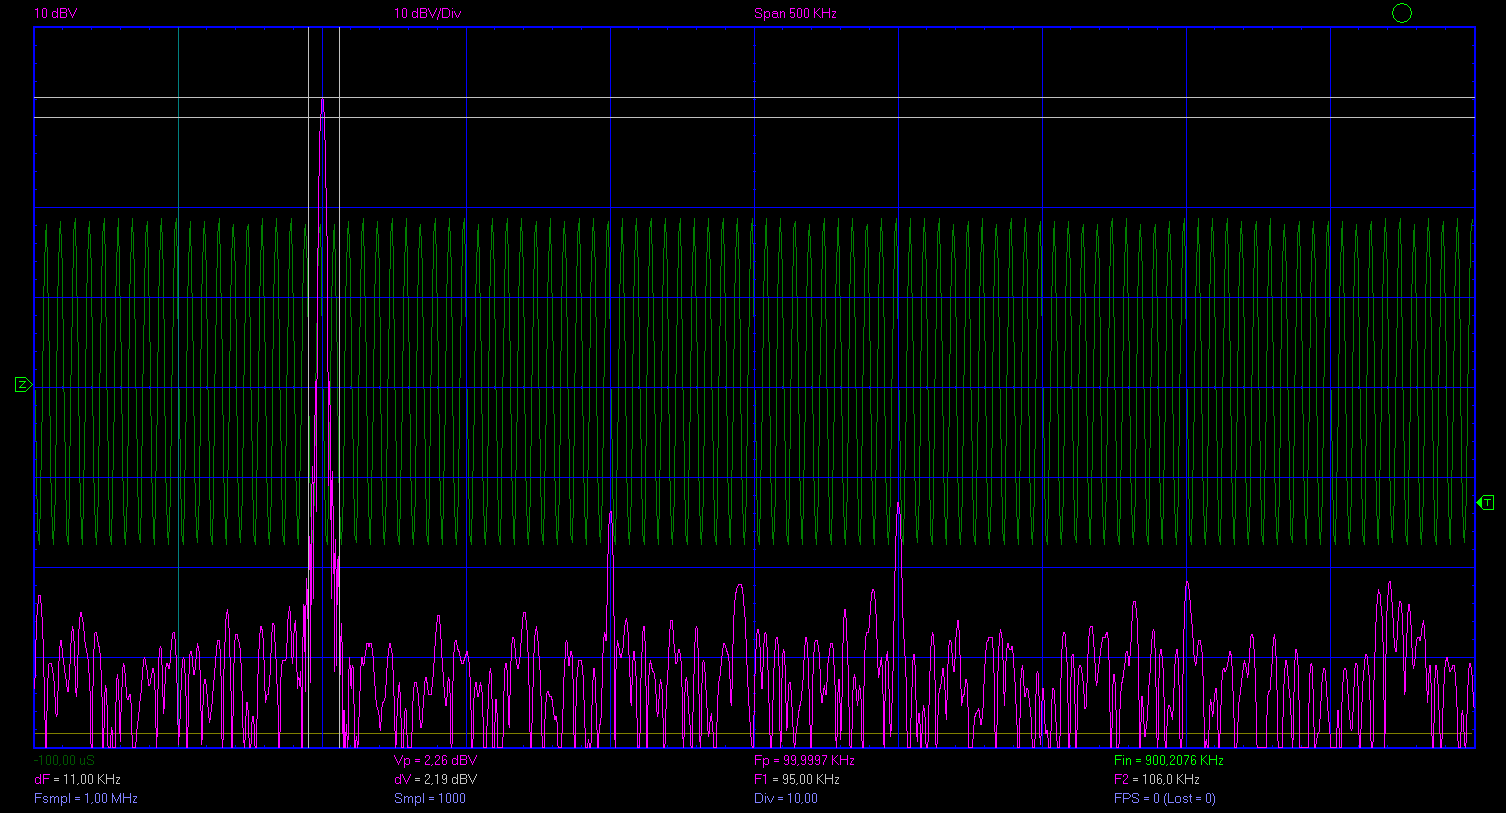 10 dBV 10 dBV/Div Span 500 KHz
Z
T
-100,00 uS Vp = 2,26 dBV Fp = 99,9997 KHz Fin = 900,2076 KHz
dF = 11,00 KHz dV = 2,19 dBV F1 = 95,00 KHz F2 = 106,0 KHz
Fsmpl = 1,00 MHz Smpl = 1000 Div = 10,00 FPS = 0 (Lost = 0)